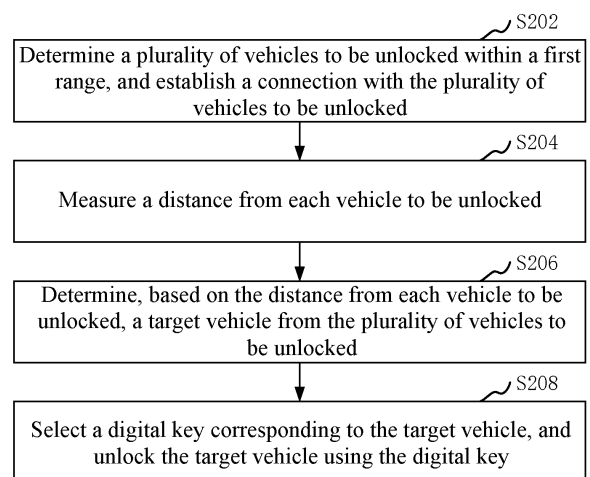 S202
Determine a plurality of vehicles to be unlocked within a first
range, and establish a connection with the plurality of
vehicles to be unlocked
S204
Measure a distance from each vehicle to be unlocked
S206
Determine, based on the distance from each vehicle to be
unlocked, a target vehicle from the plurality of vehicles to
be unlocked
S208
Select a digital key corresponding to the target vehicle, and
unlock the target vehicle using the digital key